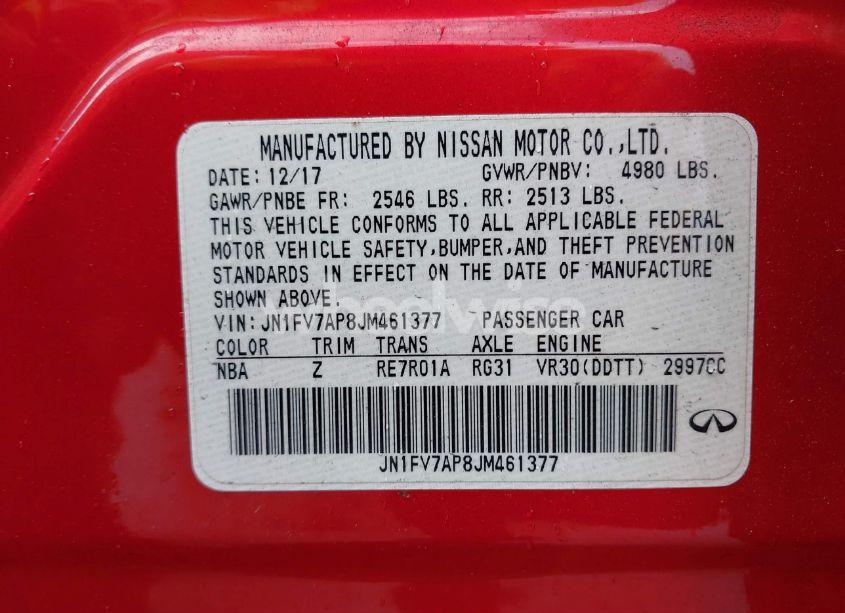 MANUFACTURED BY NISSAN MOTOR CO.,LTD.
DATE: 12/17 GVWR/PNBV: 4980 LBS.
GAWR/PNBE FR: 2546 LBS. RR: 2513 LBS.
THIS VEHICLE CONFORMS TO ALL APPLICABLE FEDERAL
MOTOR VEHICLE SAFETY,BUMPER,AND THEFT PREVENTION
STANDARDS IN EFFECT ON THE DATE OF MANUFACTURE
SHOWN ABOVE.
VIN:JN1FV7AP8JM461377 PASSENGER CAR
COLOR TRIM TRANS AXLE ENGINE
NBA Z RE7R01A RG31 VR30(DDTT) 2997CC
JN1FV7AP8JM461377